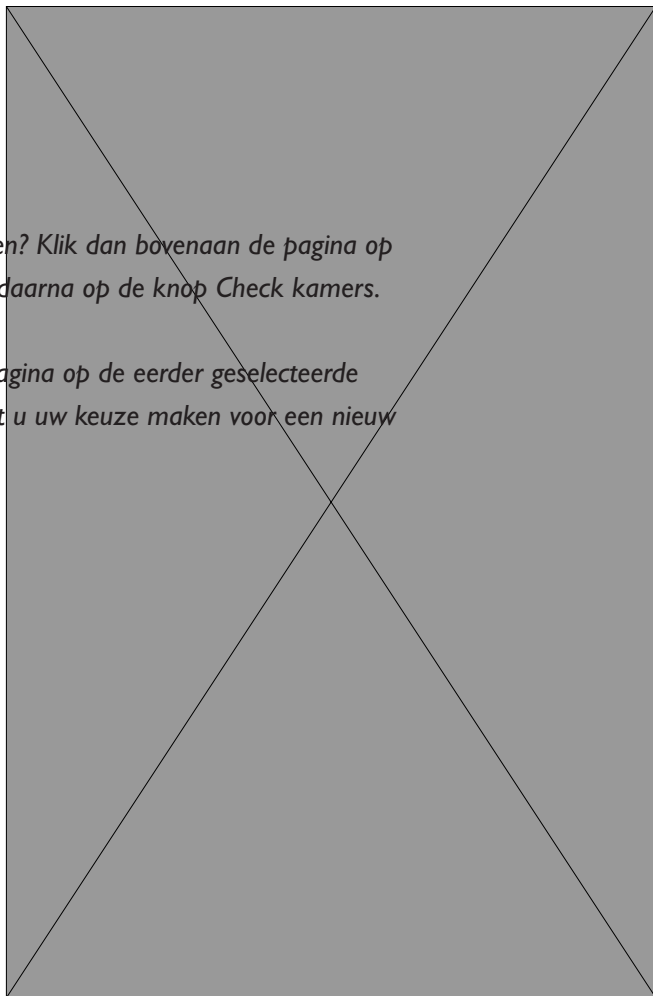 en? Klik dan bovenaan de pagina op
daarna op de knop Check kamers.
agina op de eerder geselecteerde
t u uw keuze maken voor een nieuw